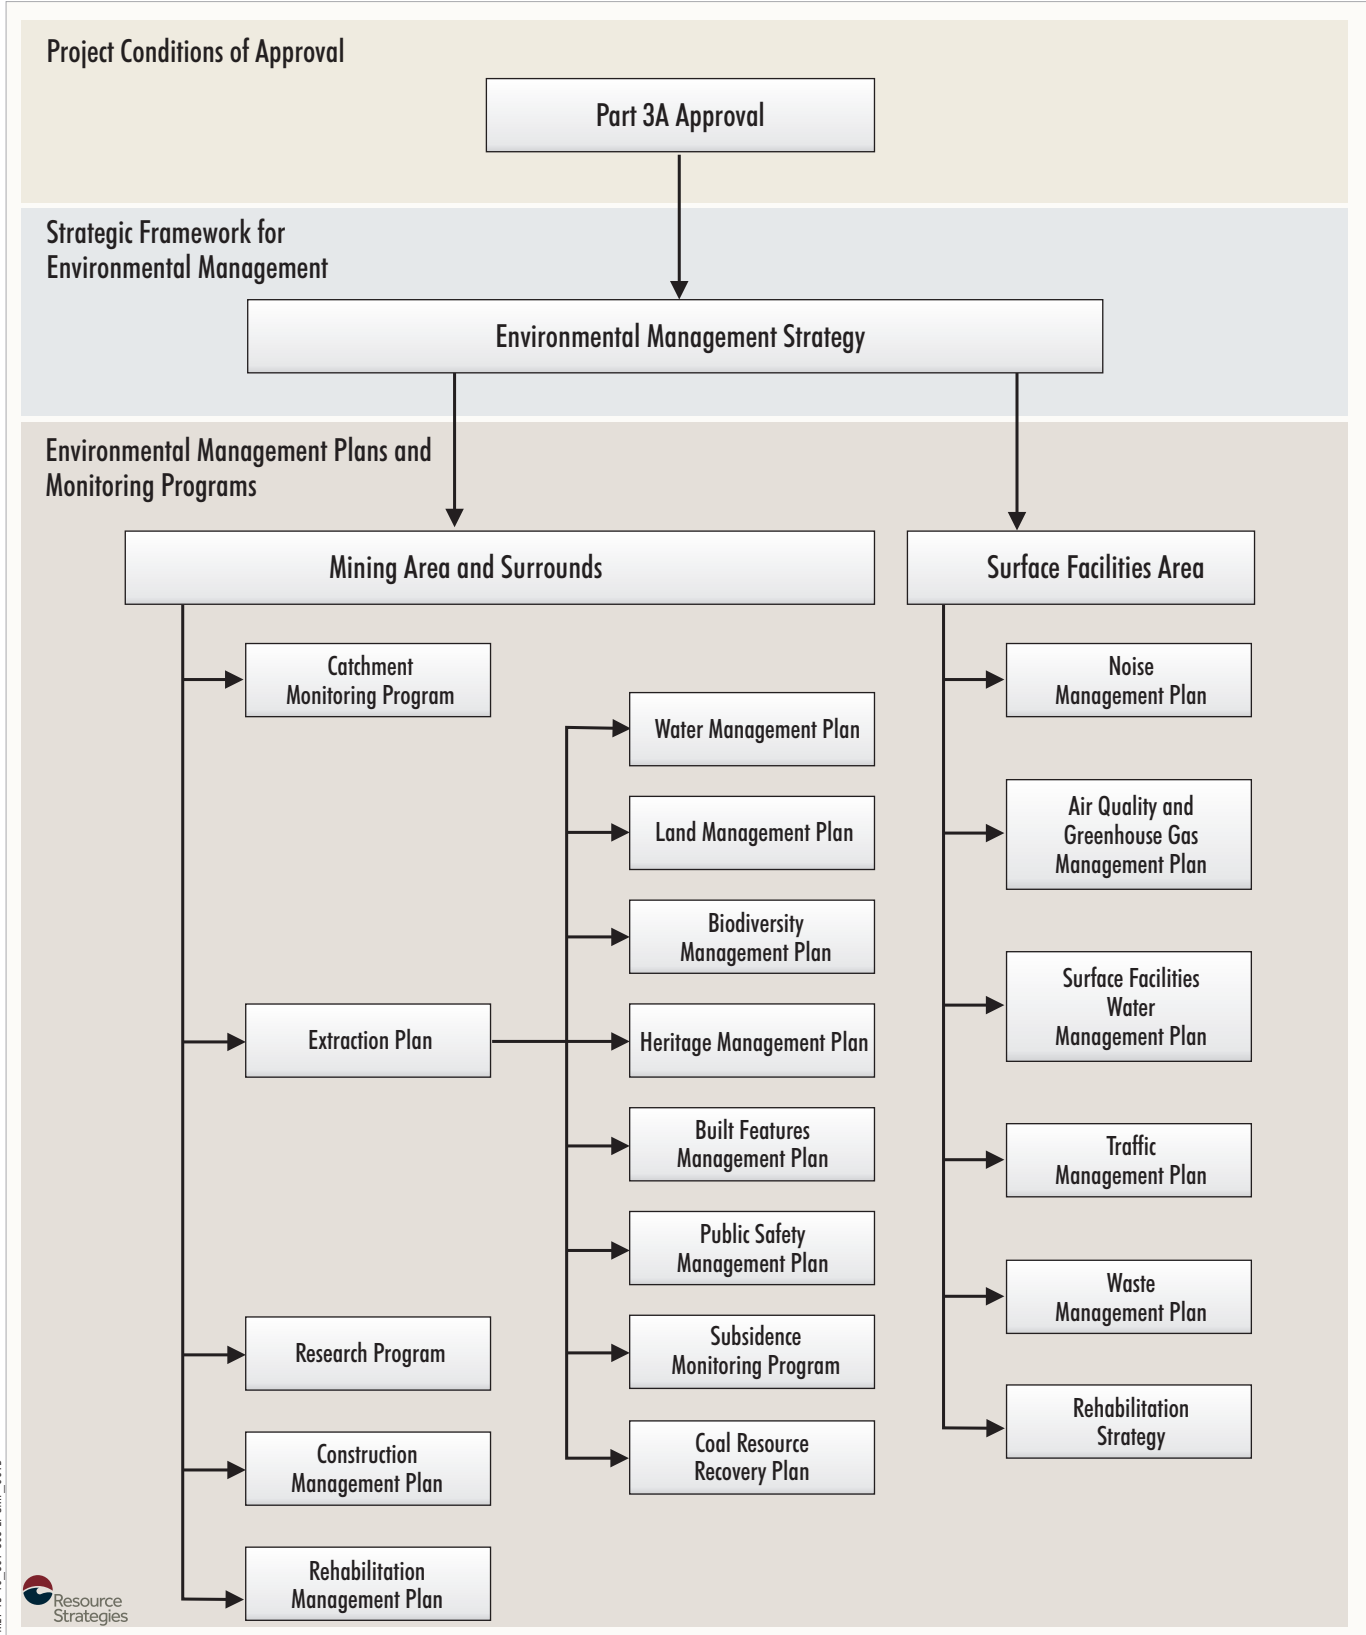 Project Conditions of Approval
Part 3A Approval
Strategic Framework for
Environmental Management
Environmental Management Strategy
Environmental Management Plans and
Monitoring Programs
Mining Area and Surrounds
Catchment
Monitoring Program
Extraction Plan
Research Program
Construction
Management Plan
Rehabilitation
Management Plan
Water Management Plan
Land Management Plan
Biodiversity
Management Plan
Heritage Management Plan
Built Features
Management Plan
Public Safety
Management Plan
Subsidence
Monitoring Program
Coal Resource
Recovery Plan
Surface Facilities Area
Noise
Management Plan
Air Quality and
Greenhouse Gas
Management Plan
Surface Facilities
Water
Management Plan
Traffic
Management Plan
Waste
Management Plan
Rehabilitation
Strategy
Resource
Strategies